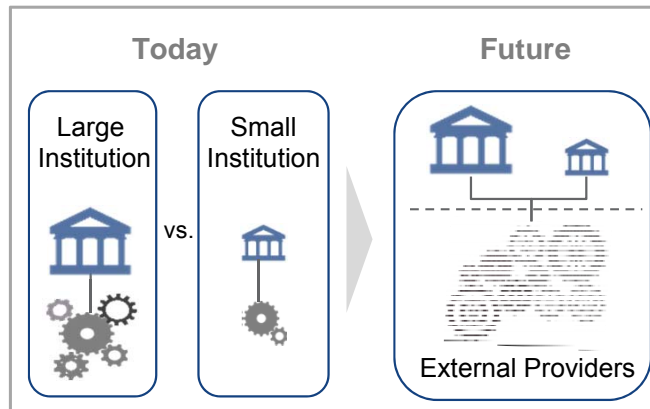 Today
Future
Large
Institution
vs.
Small
Institution
External Providers